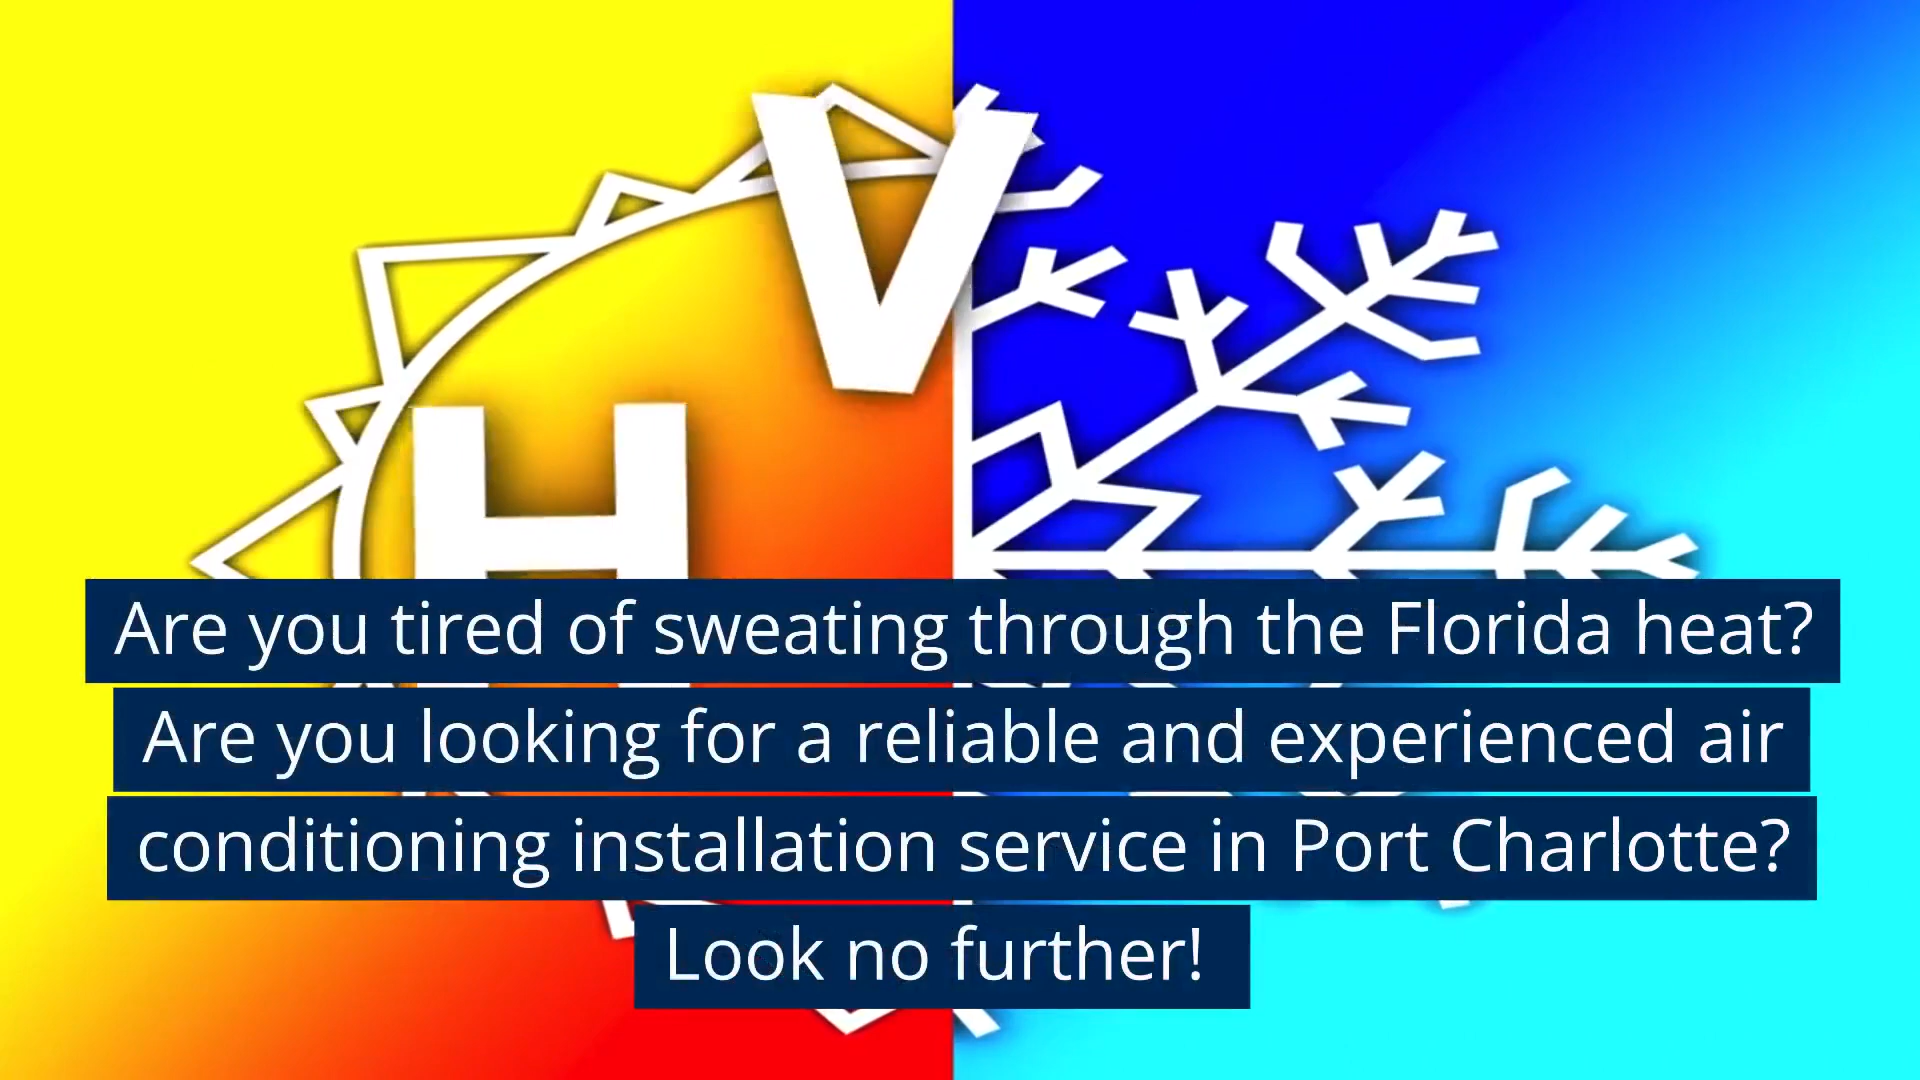 V
H
Are you tired of sweating through the Florida heat?
Are you looking for a reliable and experienced air
conditioning installation service in Port Charlotte?
Look no further!